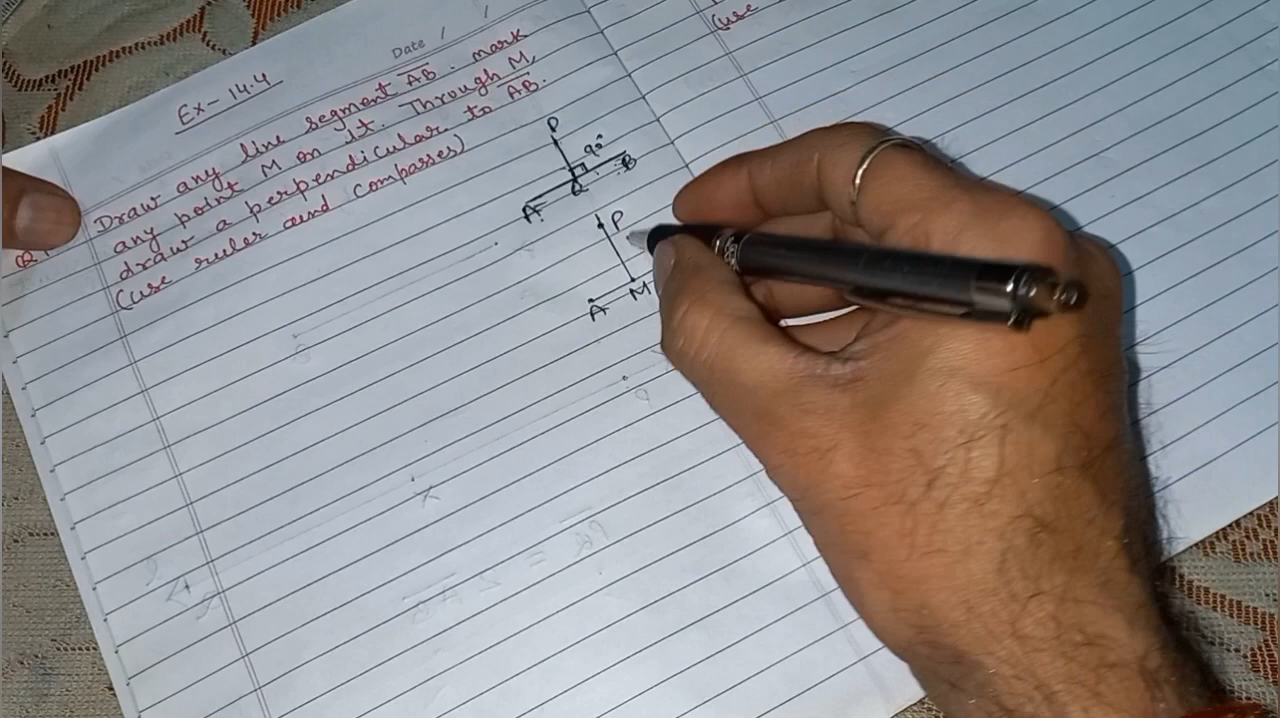 Date / /
Ex- 14.4
Q1. Draw any line segment AB. mark
any point M on it. Through M,
draw a perpendicular to AB.
(use ruler and compasses)
P
90°
B
Q
A
P
M
A
(use